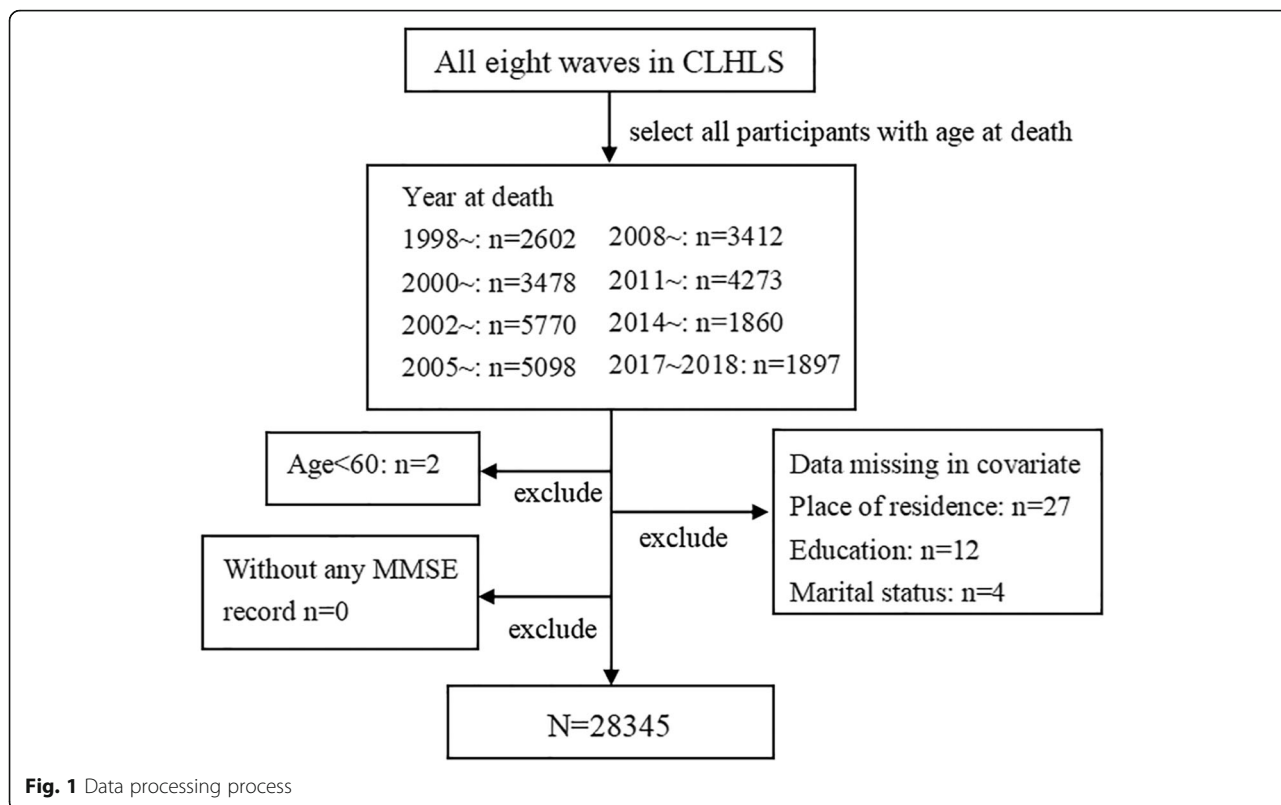 All eight waves in CLHLS
select all participants with age at death
Year at death
1998~: n=2602 2008~: n=3412
2000~: n=3478 2011~: n=4273
2002~: n=5770 2014~: n=1860
2005~: n=5098 2017~2018: n=1897
Age<60: n=2
exclude
Data missing in covariate
Place of residence: n=27
Education: n=12
Marital status: n=4
exclude
Without any MMSE
record n=0
exclude
N=28345
Fig. 1 Data processing process